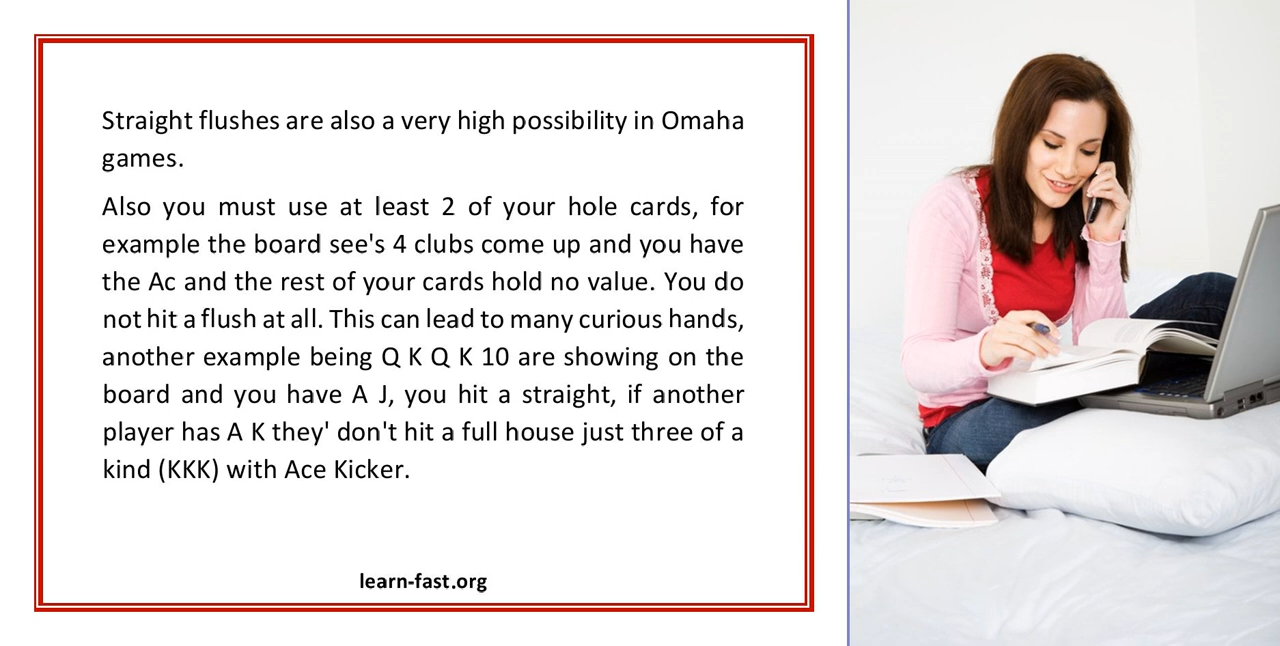 Straight flushes are also a very high possibility in Omaha
games.
Also you must use at least 2 of your hole cards, for
example the board see's 4 clubs come up and you have
the Ac and the rest of your cards hold no value. You do
not hit a flush at all. This can lead to many curious hands,
another example being Q K Q K 10 are showing on the
board and you have A J, you hit a straight, if another
player has A K they' don't hit a full house just three of a
kind (KKK) with Ace Kicker.
learn-fast.org